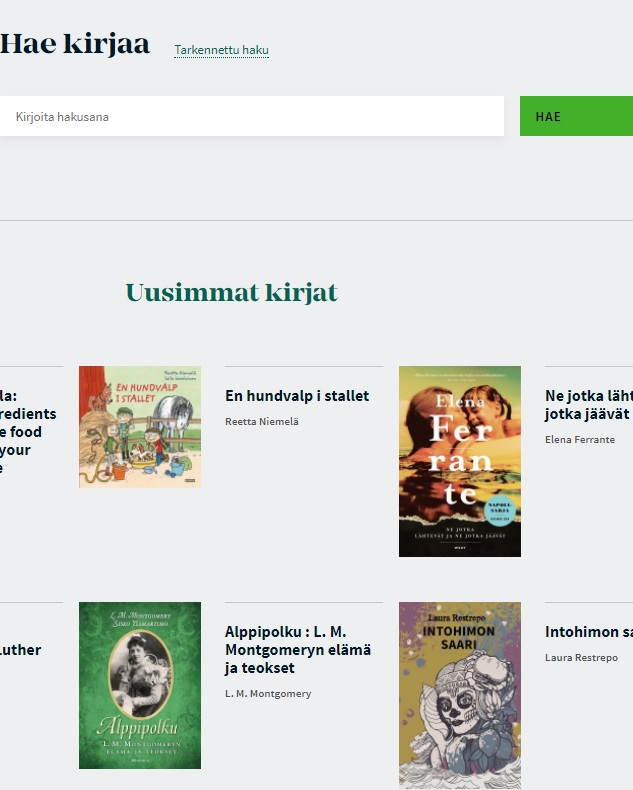 Hae kirjaa
Tarkennettu haku
Kirjoita hakusana
HAE
Uusimmat kirjat
la:
redients
e food
your
e
Reetta Niemelä
EN HUNDVALP
I STALLET
En hundvalp i stallet
Reetta Niemelä
Elena
Fer
ran
te
NAPOLI-
SARJA
NE JOTKA
LÄHTEVÄT JA NE JOTKA JÄÄVÄT
Ne jotka läht
jotka jäävät
Elena Ferrante
Luther
L. M. MONTGOMERY
SISKO YLIMARTIMO
Alppipolku
L. M. MONTGOMERYN
ELÄMÄ JA TEOKSET
Alppipolku : L. M.
Montgomeryn elämä
ja teokset
L. M. Montgomery
Laura Restrepo
INTOHIMON
SAARI
Intohimon sa
Laura Restrepo